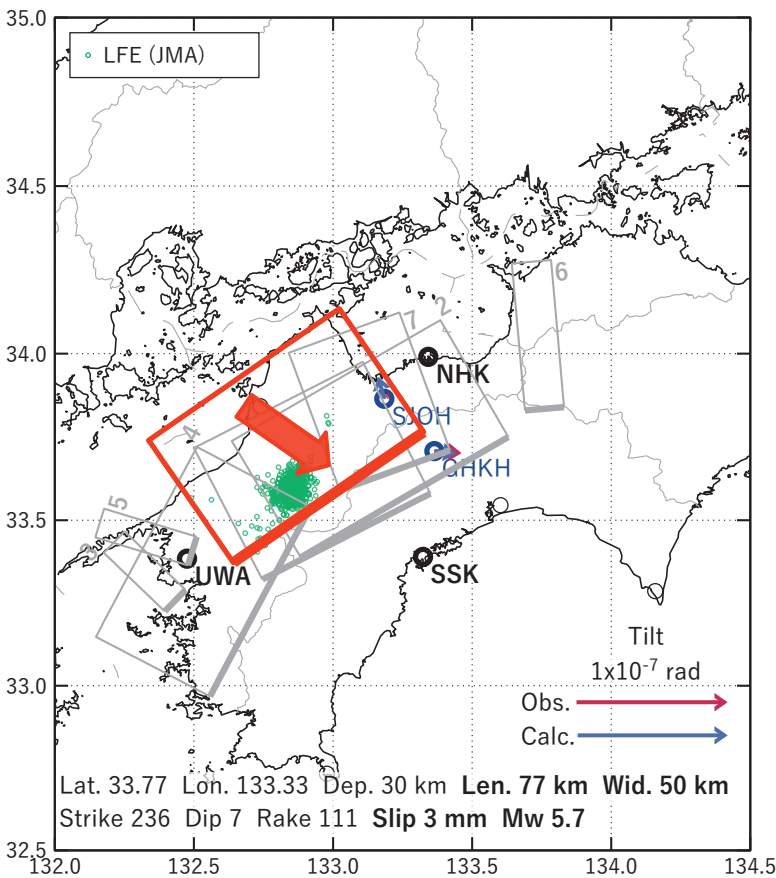 35.0
LFE (JMA)
34.5
6
7
2
34.0
NHK
SJOH
4
GHKH
33.5
5
3
UWA
SSK
Tilt
1x10-7 rad
33.0
Obs.
Calc.
Lat. 33.77 Lon. 133.33 Dep. 30 km Len. 77 km Wid. 50 km
Strike 236 Dip 7 Rake 111 Slip 3 mm Mw 5.7
32.5
132.0 132.5 133.0 133.5 134.0 134.5